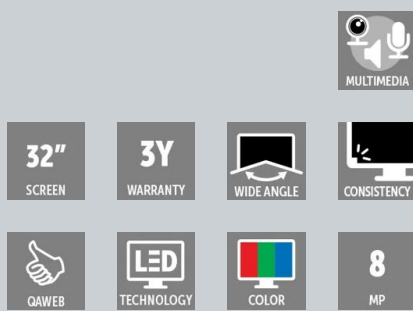 MULTIMEDIA
32"
SCREEN
3Y
WARRANTY
WIDE ANGLE
CONSISTENCY
QAWEB
LED
TECHNOLOGY
COLOR
8
MP